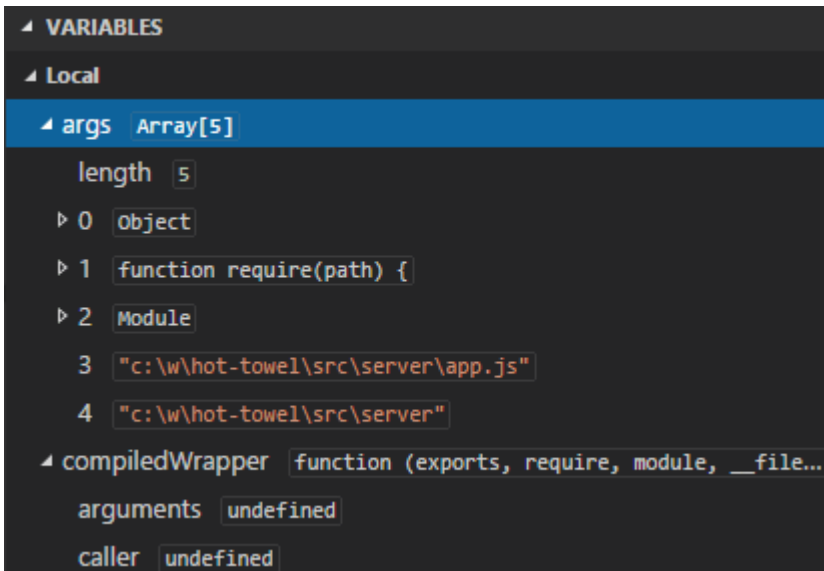 VARIABLES
Local
args Array[5]
length 5
0 Object
1 function require(path) {
2 Module
3 "c:\w\hot-towel\src\server\app.js"
4 "c:\w\hot-towel\src\server"
compiledWrapper function (exports, require, module, __file...
arguments undefined
caller undefined